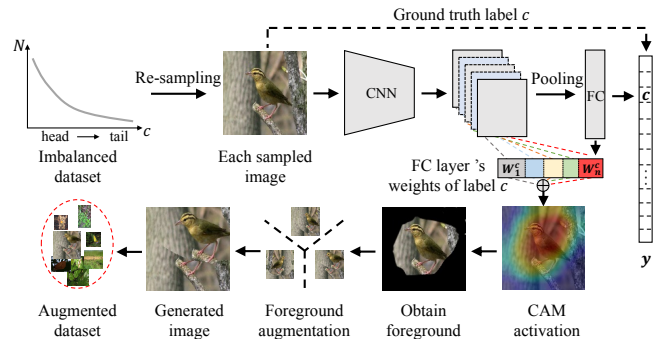 Ground truth label c
N
Re-sampling
CNN
Pooling
FC
c
head → tail
c
Imbalanced
dataset
Each sampled
image
FC layer 's
weights of label c
W₁ᶜ
Wₙᶜ
y
Augmented
dataset
Generated
image
Foreground
augmentation
Obtain
foreground
CAM
activation